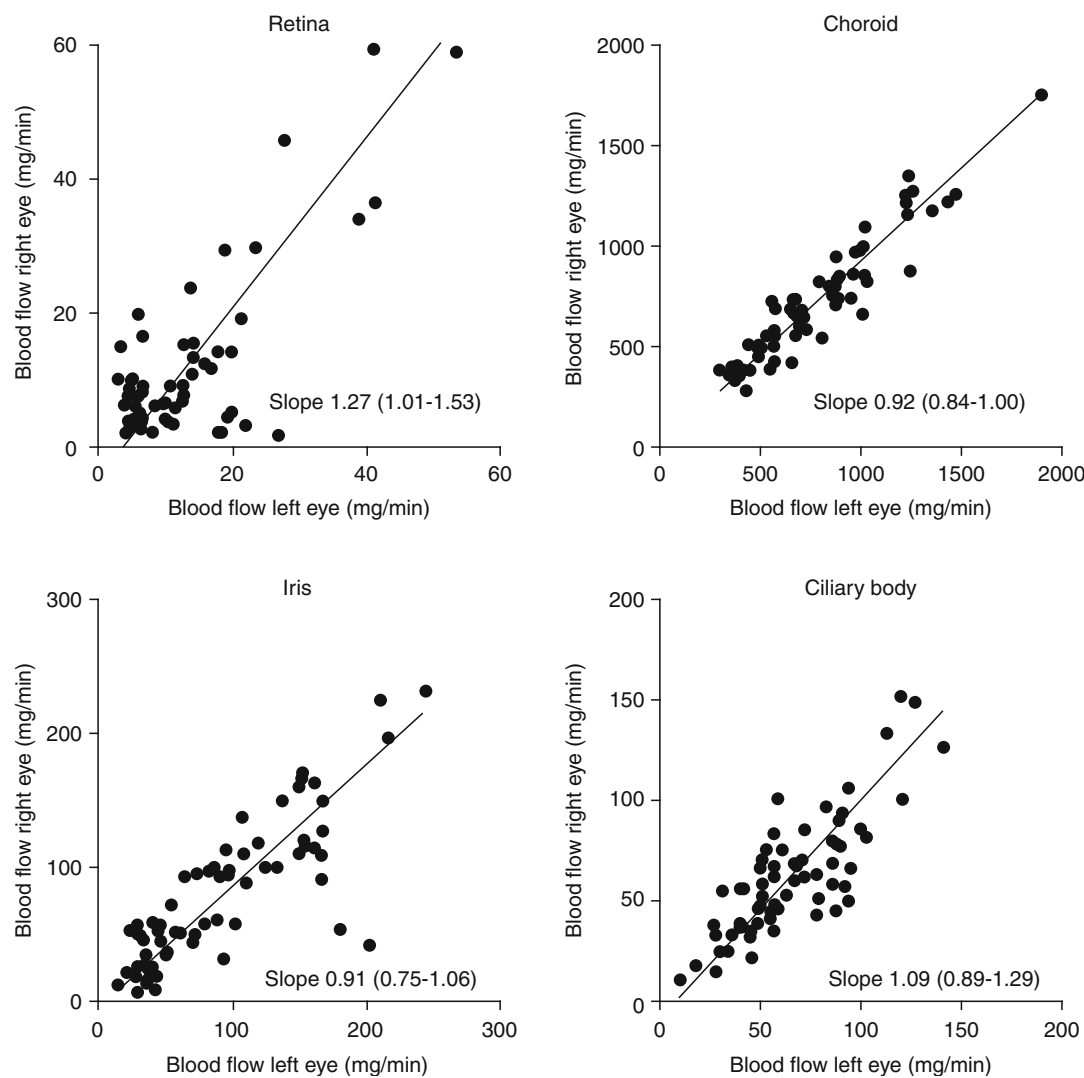 Retina
60
40
20
0
0 20 40 60
Blood flow right eye (mg/min)
Slope 1.27 (1.01-1.53)
Blood flow left eye (mg/min)
Choroid
2000
1500
1000
500
0
0 500 1000 1500 2000
Blood flow right eye (mg/min)
Slope 0.92 (0.84-1.00)
Blood flow left eye (mg/min)
Iris
300
200
100
0
0 100 200 300
Blood flow right eye (mg/min)
Slope 0.91 (0.75-1.06)
Blood flow left eye (mg/min)
Ciliary body
200
150
100
50
0
0 50 100 150 200
Blood flow right eye (mg/min)
Slope 1.09 (0.89-1.29)
Blood flow left eye (mg/min)